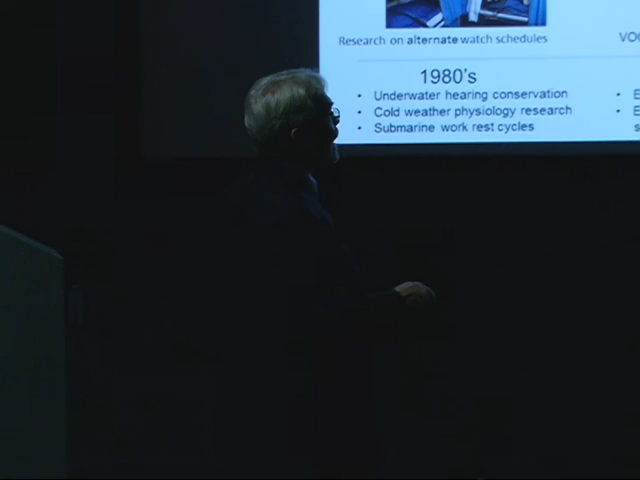 Research on alternate watch schedules
1980's
• Underwater hearing conservation
• Cold weather physiology research
• Submarine work rest cycles